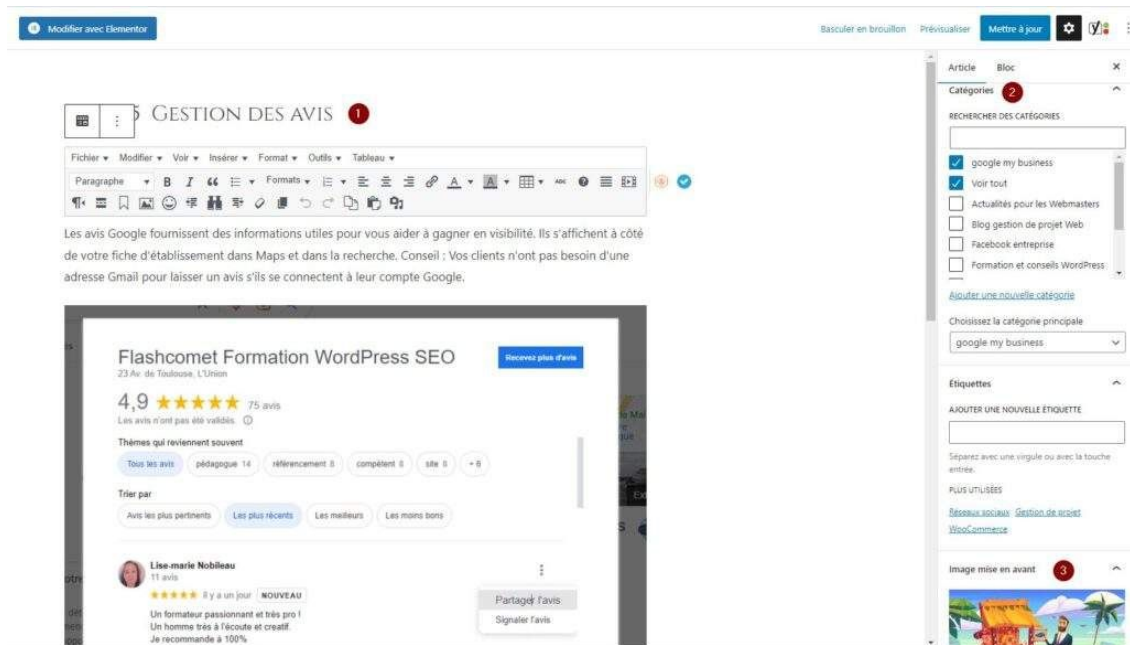 Modifier avec Elementor
Basculer en brouillon Prévisualiser Mettre à jour
5 Gestion des avis 1
Fichier Modifier Voir Insérer Format Outils Tableau
Paragraphe B I Formats A A ABC
Les avis Google fournissent des informations utiles pour vous aider à gagner en visibilité. Ils s'affichent à côté
de votre fiche d'établissement dans Maps et dans la recherche. Conseil : Vos clients n'ont pas besoin d'une
adresse Gmail pour laisser un avis s'ils se connectent à leur compte Google.
Flashcomet Formation WordPress SEO
Recevez plus d'avis
23 Av. de Toulouse, L'Union
4,9 75 avis
Les avis n'ont pas été validés.
Thèmes qui reviennent souvent
Tous les avis pédagogue 14 référencement 8 compétent 8 site 8 + 6
Trier par
Avis les plus pertinents Les plus récents Les meilleurs Les moins bons
Lise-marie Nobileau
11 avis
Il y a un jour NOUVEAU
Un formateur passionnant et très pro !
Un homme très à l'écoute et creatif.
Je recommande à 100%
Partager l'avis
Signaler l'avis
Article Bloc
Catégories 2
RECHERCHER DES CATÉGORIES
google my business
Voir tout
Actualités pour les Webmasters
Blog gestion de projet Web
Facebook entreprise
Formation et conseils WordPress
Ajouter une nouvelle catégorie
Choisissez la catégorie principale
google my business
Étiquettes
AJOUTER UNE NOUVELLE ÉTIQUETTE
Séparez avec une virgule ou avec la touche
entrée.
PLUS UTILISÉES
Réseaux sociaux Gestion de projet
WooCommerce
Image mise en avant 3